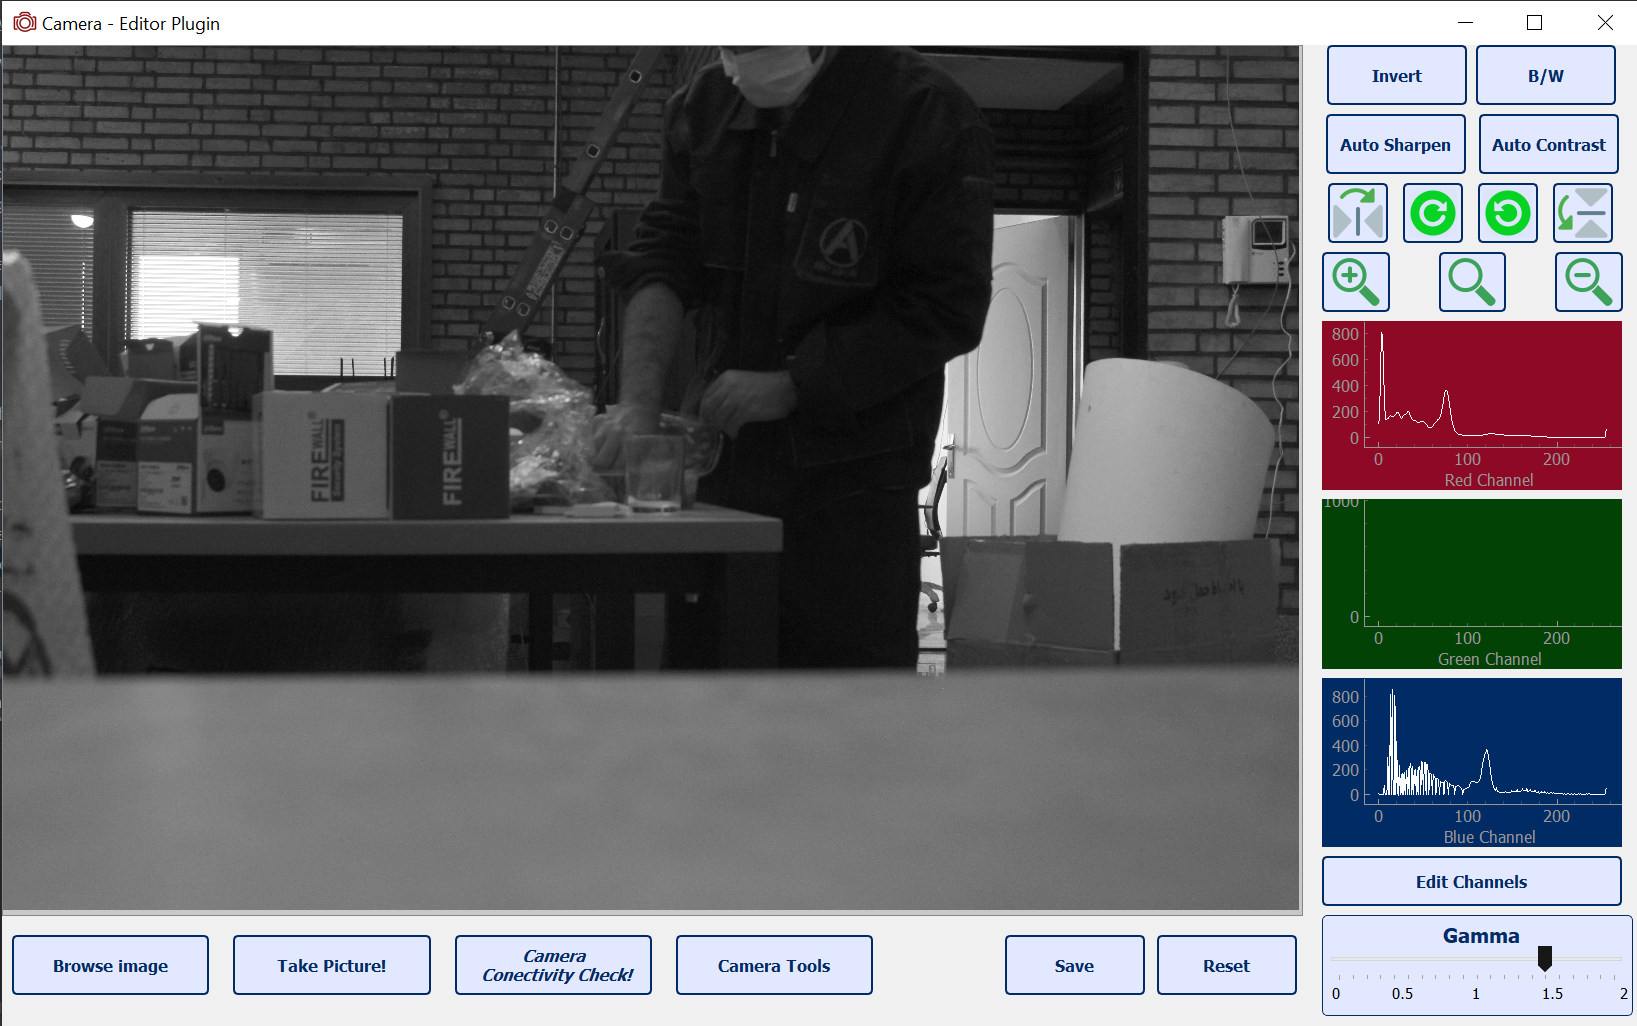 Camera - Editor Plugin
Invert
B/W
Auto Sharpen
Auto Contrast
FIREWALL®
Security System
FIREWALL®
800
600
400
200
0
0 100 200
Red Channel
1000
0
0 100 200
Green Channel
800
600
400
200
0
0 100 200
Blue Channel
Edit Channels
Gamma
0 0.5 1 1.5 2
Browse image
Take Picture!
Camera
Conectivity Check!
Camera Tools
Save
Reset